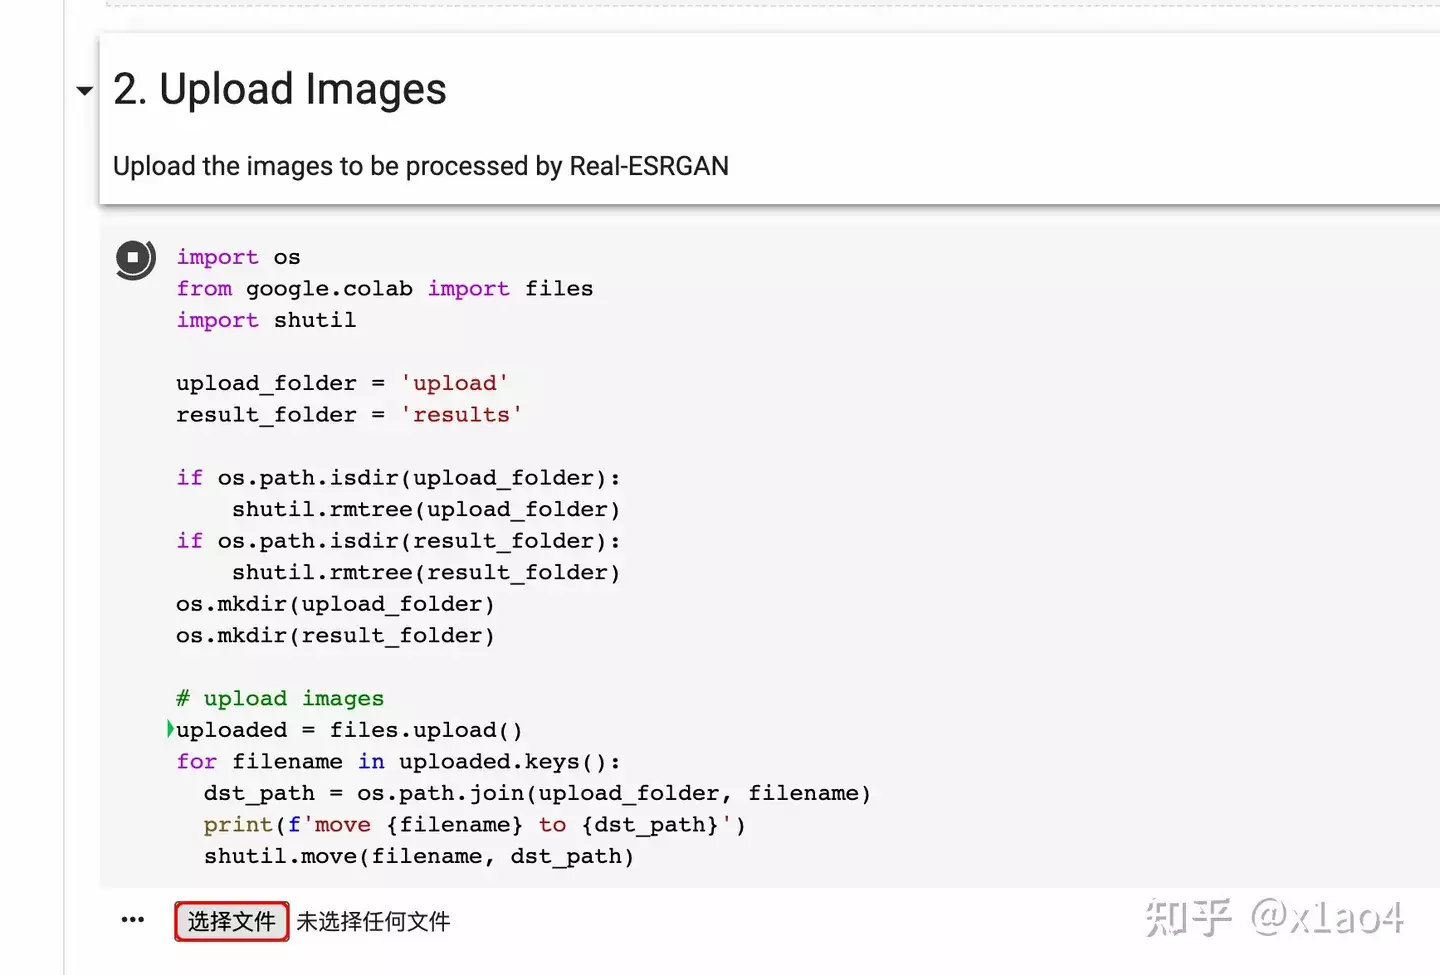 2. Upload Images
Upload the images to be processed by Real-ESRGAN
import os
from google.colab import files
import shutil
upload_folder = 'upload'
result_folder = 'results'
if os.path.isdir(upload_folder):
    shutil.rmtree(upload_folder)
if os.path.isdir(result_folder):
    shutil.rmtree(result_folder)
os.mkdir(upload_folder)
os.mkdir(result_folder)
# upload images
uploaded = files.upload()
for filename in uploaded.keys():
  dst_path = os.path.join(upload_folder, filename)
  print(f'move {filename} to {dst_path}')
  shutil.move(filename, dst_path)
••• 选择文件 未选择任何文件
知乎 @x1ao4